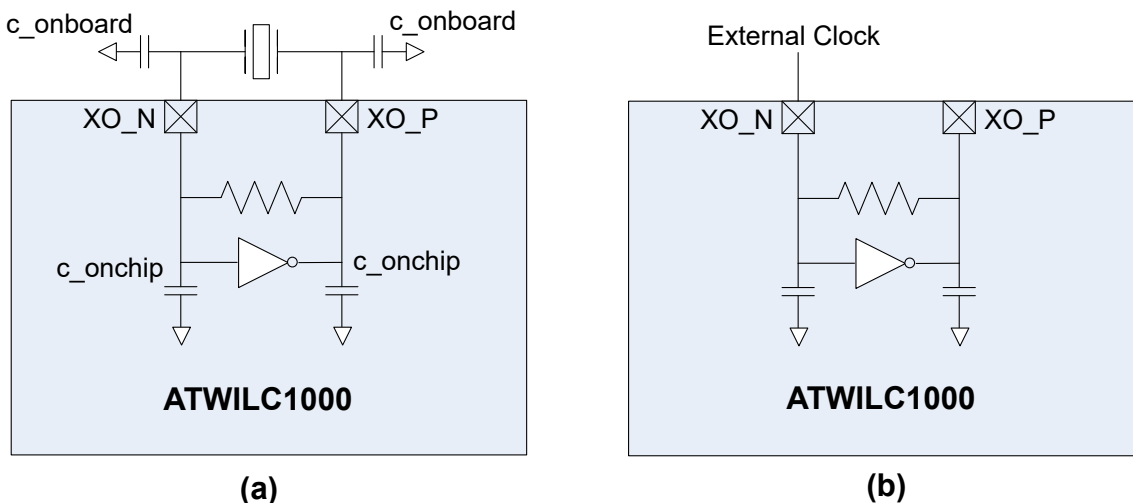 c_onboard
c_onboard
External Clock
XO_N
XO_P
XO_N
XO_P
c_onchip
c_onchip
ATWILC1000
ATWILC1000
(a)
(b)